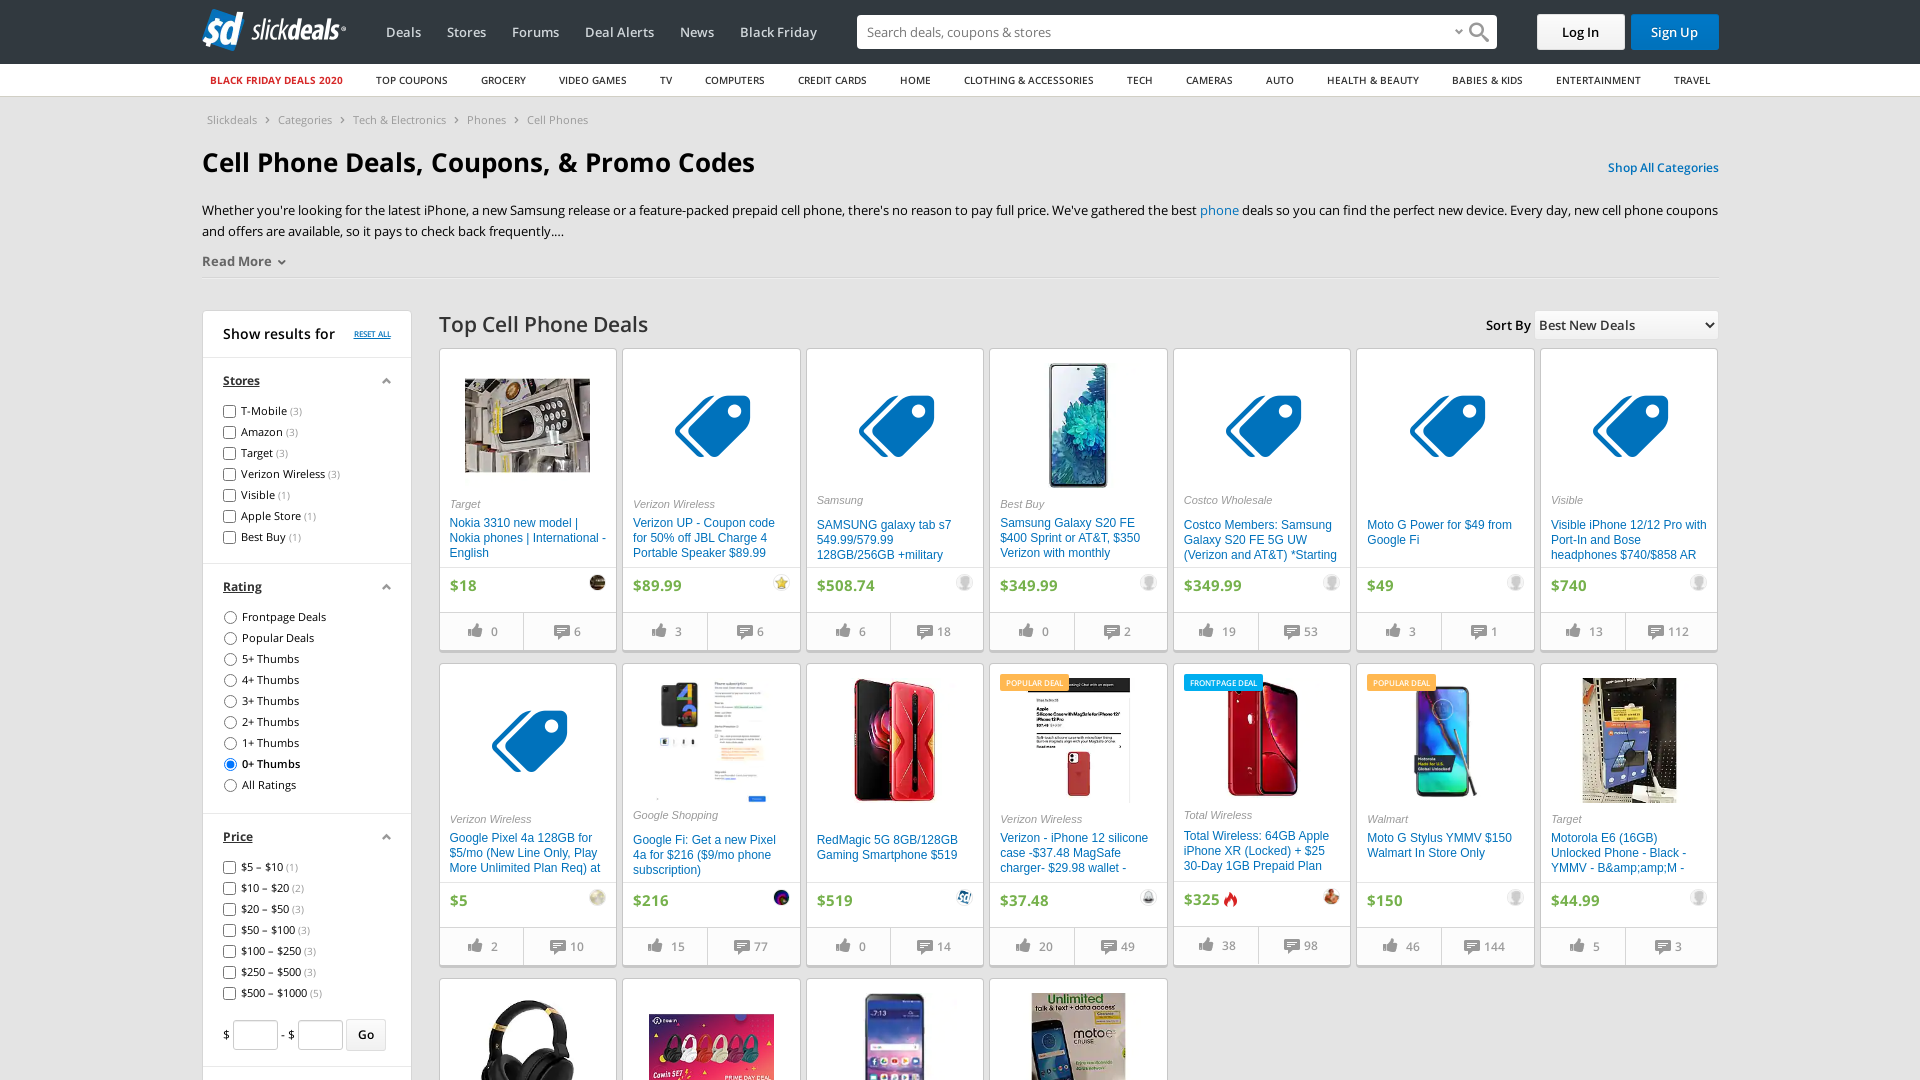 slickdeals
Deals
Stores
Forums
Deal Alerts
News
Black Friday
Search deals, coupons & stores
Log In
Sign Up
BLACK FRIDAY DEALS 2020
TOP COUPONS
GROCERY
VIDEO GAMES
TV
COMPUTERS
CREDIT CARDS
HOME
CLOTHING & ACCESSORIES
TECH
CAMERAS
AUTO
HEALTH & BEAUTY
BABIES & KIDS
ENTERTAINMENT
TRAVEL
Slickdeals > Categories > Tech & Electronics > Phones > Cell Phones
Cell Phone Deals, Coupons, & Promo Codes
Shop All Categories
Whether you're looking for the latest iPhone, a new Samsung release or a feature-packed prepaid cell phone, there's no reason to pay full price. We've gathered the best phone deals so you can find the perfect new device. Every day, new cell phone coupons
and offers are available, so it pays to check back frequently....
Read More
Show results for
RESET ALL
Stores
T-Mobile (3)
Amazon (3)
Target (3)
Verizon Wireless (3)
Visible (1)
Apple Store (1)
Best Buy (1)
Rating
Frontpage Deals
Popular Deals
5+ Thumbs
4+ Thumbs
3+ Thumbs
2+ Thumbs
1+ Thumbs
0+ Thumbs
All Ratings
Price
$5 – $10 (1)
$10 – $20 (2)
$20 – $50 (3)
$50 – $100 (3)
$100 – $250 (3)
$250 – $500 (3)
$500 – $1000 (5)
$ - $ Go
Top Cell Phone Deals
Sort By Best New Deals
Target
Nokia 3310 new model |
Nokia phones | International -
English
$18
0
6
Verizon Wireless
Verizon UP - Coupon code
for 50% off JBL Charge 4
Portable Speaker $89.99
$89.99
3
6
Samsung
SAMSUNG galaxy tab s7
549.99/579.99
128GB/256GB +military
$508.74
6
18
Best Buy
Samsung Galaxy S20 FE
$400 Sprint or AT&T, $350
Verizon with monthly
$349.99
0
2
Costco Wholesale
Costco Members: Samsung
Galaxy S20 FE 5G UW
(Verizon and AT&T) *Starting
$349.99
19
53
Moto G Power for $49 from
Google Fi
$49
3
1
Visible
Visible iPhone 12/12 Pro with
Port-In and Bose
headphones $740/$858 AR
$740
13
112
Verizon Wireless
Google Pixel 4a 128GB for
$5/mo (New Line Only, Play
More Unlimited Plan Req) at
$5
2
10
Google Shopping
Google Fi: Get a new Pixel
4a for $216 ($9/mo phone
subscription)
$216
15
77
RedMagic 5G 8GB/128GB
Gaming Smartphone $519
$519
0
14
POPULAR DEAL
Verizon Wireless
Verizon - iPhone 12 silicone
case -$37.48 MagSafe
charger- $29.98 wallet -
$37.48
20
49
FRONTPAGE DEAL
Total Wireless
Total Wireless: 64GB Apple
iPhone XR (Locked) + $25
30-Day 1GB Prepaid Plan
$325
38
98
POPULAR DEAL
Walmart
Moto G Stylus YMMV $150
Walmart In Store Only
$150
46
144
Target
Motorola E6 (16GB)
Unlocked Phone - Black -
YMMV - B&amp;amp;M -
$44.99
5
3
Cowin SE7
PRIME DAY DEAL
7:13
Unlimited
talk & text + data access
moto e
CRUISE